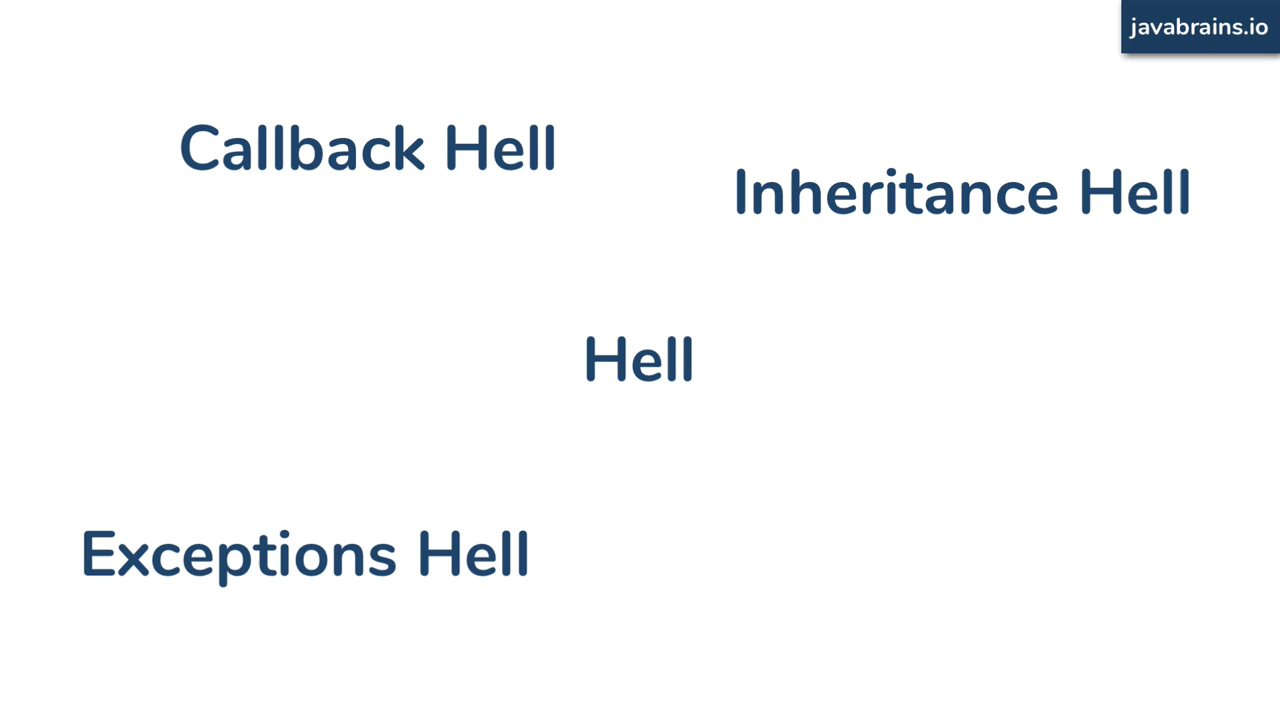 javabrains.io
Callback Hell
Inheritance Hell
Hell
Exceptions Hell